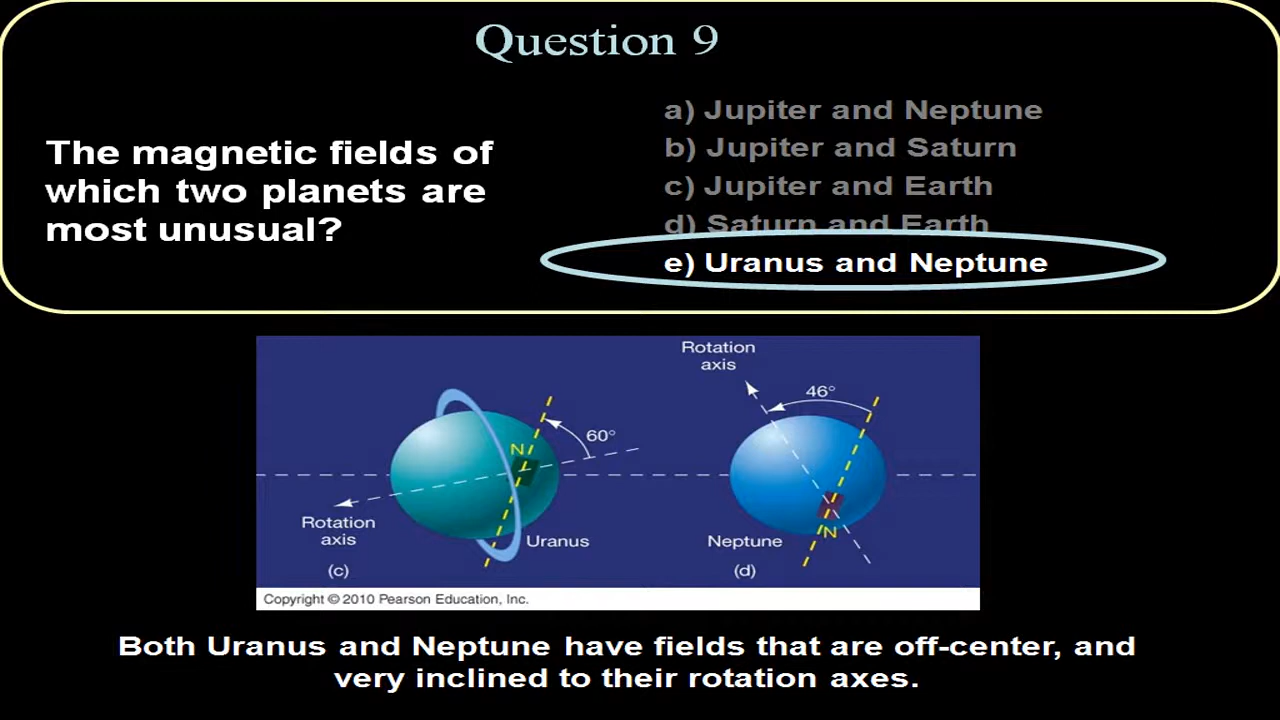 Question 9
The magnetic fields of
which two planets are
most unusual?
a) Jupiter and Neptune
b) Jupiter and Saturn
c) Jupiter and Earth
d) Saturn and Earth
e) Uranus and Neptune
Rotation
axis
46°
60°
N
Rotation
axis
Uranus
(c)
Neptune
N
(d)
Copyright © 2010 Pearson Education, Inc.
Both Uranus and Neptune have fields that are off-center, and
very inclined to their rotation axes.